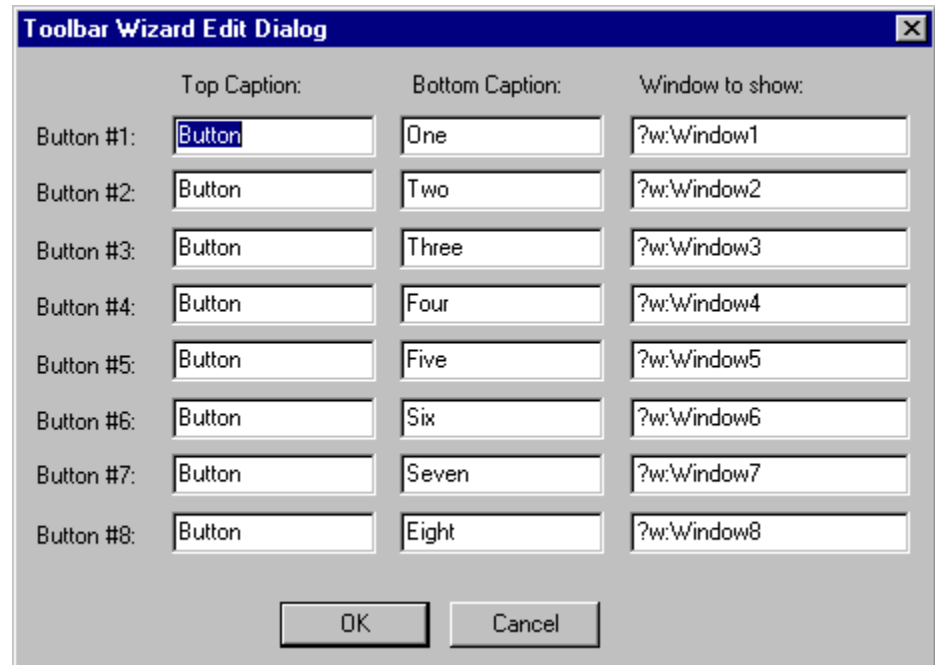 Toolbar Wizard Edit Dialog
Top Caption: Bottom Caption: Window to show:
Button #1: Button One ?w:Window1
Button #2: Button Two ?w:Window2
Button #3: Button Three ?w:Window3
Button #4: Button Four ?w:Window4
Button #5: Button Five ?w:Window5
Button #6: Button Six ?w:Window6
Button #7: Button Seven ?w:Window7
Button #8: Button Eight ?w:Window8
OK Cancel